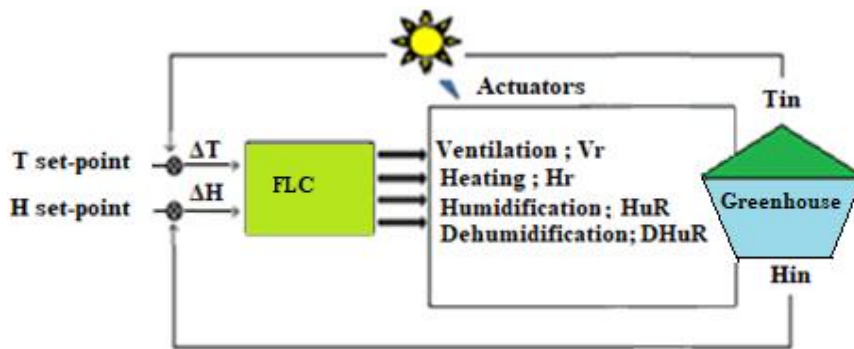 Actuators
Tin
T set-point
ΔT
H set-point
ΔH
FLC
Ventilation ; Vr
Heating ; Hr
Humidification ; HuR
Dehumidification; DHuR
Greenhouse
Hin